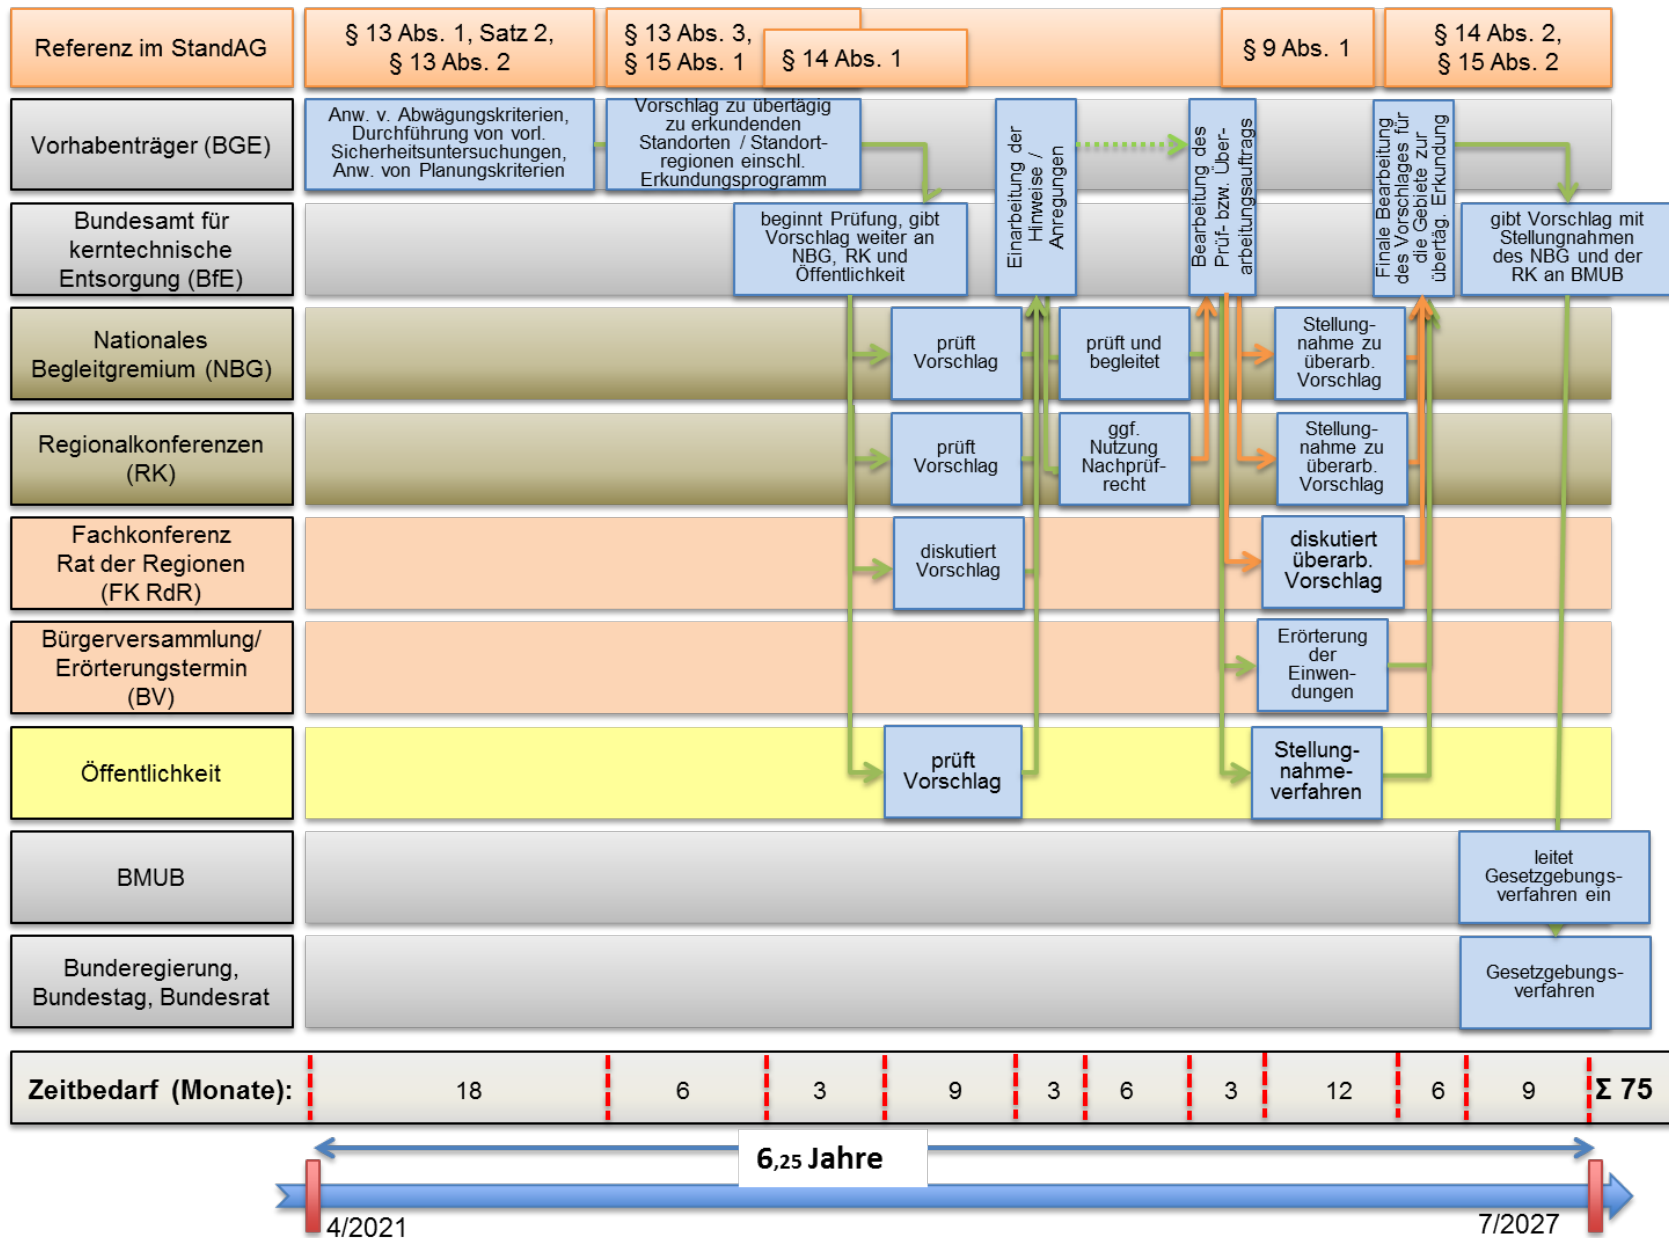 Referenz im StandAG
§ 13 Abs. 1, Satz 2,
§ 13 Abs. 2
§ 13 Abs. 3,
§ 15 Abs. 1
§ 14 Abs. 1
§ 9 Abs. 1
§ 14 Abs. 2,
§ 15 Abs. 2
Vorhabenträger (BGE)
Anw. v. Abwägungskriterien,
Durchführung von vorl.
Sicherheitsuntersuchungen,
Anw. von Planungskriterien
Vorschlag zu übertägig
zu erkundenden
Standorten / Standort-
regionen einschl.
Erkundungsprogramm
Einarbeitung der
Hinweise /
Anregungen
Bearbeitung des
Prüf- bzw. Über-
arbeitungsauftrags
Finale Bearbeitung
des Vorschlages für
die Gebiete zur
übertäg. Erkundung
Bundesamt für
kerntechnische
Entsorgung (BfE)
beginnt Prüfung, gibt
Vorschlag weiter an
NBG, RK und
Öffentlichkeit
gibt Vorschlag mit
Stellungnahmen
des NBG und der
RK an BMUB
Nationales
Begleitgremium (NBG)
prüft
Vorschlag
prüft und
begleitet
Stellung-
nahme zu
überarb.
Vorschlag
Regionalkonferenzen
(RK)
prüft
Vorschlag
ggf.
Nutzung
Nachprüf-
recht
Stellung-
nahme zu
überarb.
Vorschlag
Fachkonferenz
Rat der Regionen
(FK RdR)
diskutiert
Vorschlag
diskutiert
überarb.
Vorschlag
Bürgerversammlung/
Erörterungstermin
(BV)
Erörterung
der
Einwen-
dungen
Öffentlichkeit
prüft
Vorschlag
Stellung-
nahme-
verfahren
BMUB
leitet
Gesetzgebungs-
verfahren ein
Bunderegierung,
Bundestag, Bundesrat
Gesetzgebungs-
verfahren
Zeitbedarf (Monate): 18 6 3 9 3 6 3 12 6 9 Σ 75
6,25 Jahre
4/2021
7/2027